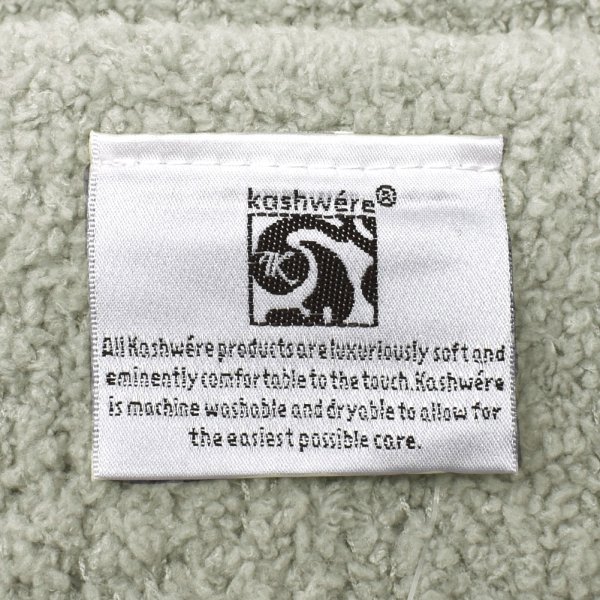 kashwére®
K
All Kashwére products are luxuriously soft and
eminently comfortable to the touch. Kashwére
is machine washable and dryable to allow for
the easiest possible care.